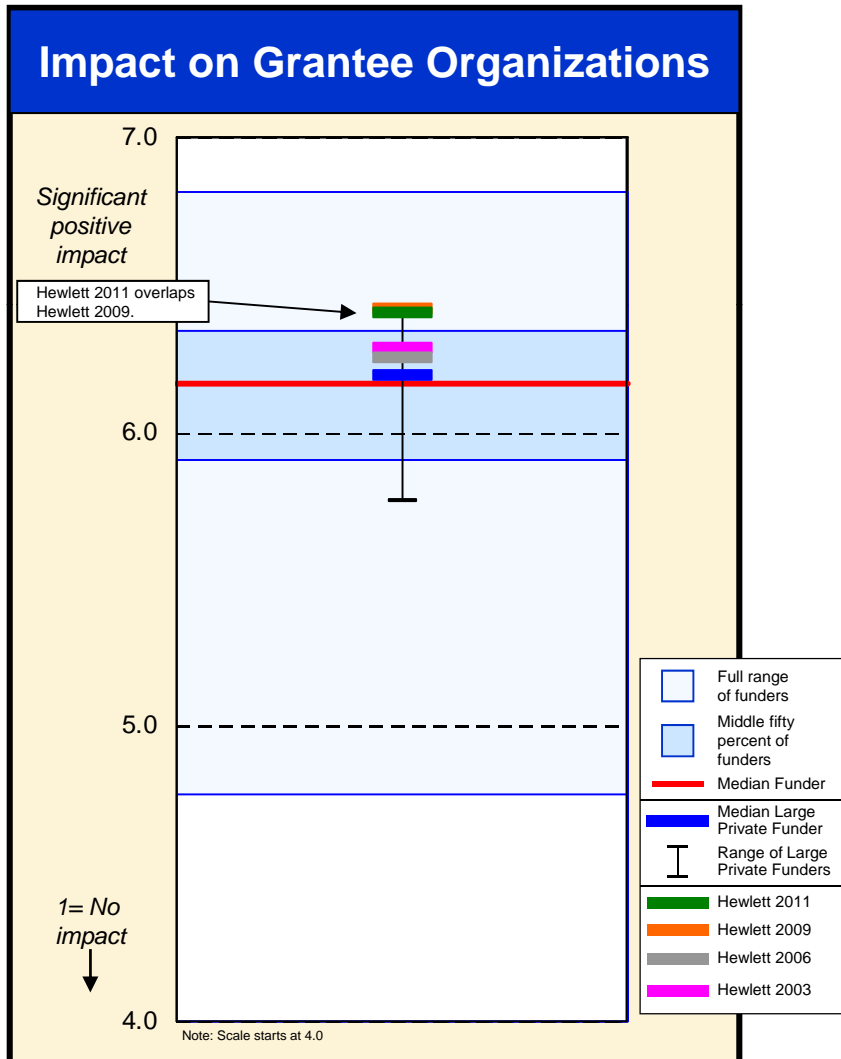 Impact on Grantee Organizations
7.0
Significant
positive
impact
Hewlett 2011 overlaps
Hewlett 2009.
6.0
5.0
1= No
impact
4.0
Note: Scale starts at 4.0
Full range
of funders
Middle fifty
percent of
funders
Median Funder
Median Large
Private Funder
Range of Large
Private Funders
Hewlett 2011
Hewlett 2009
Hewlett 2006
Hewlett 2003